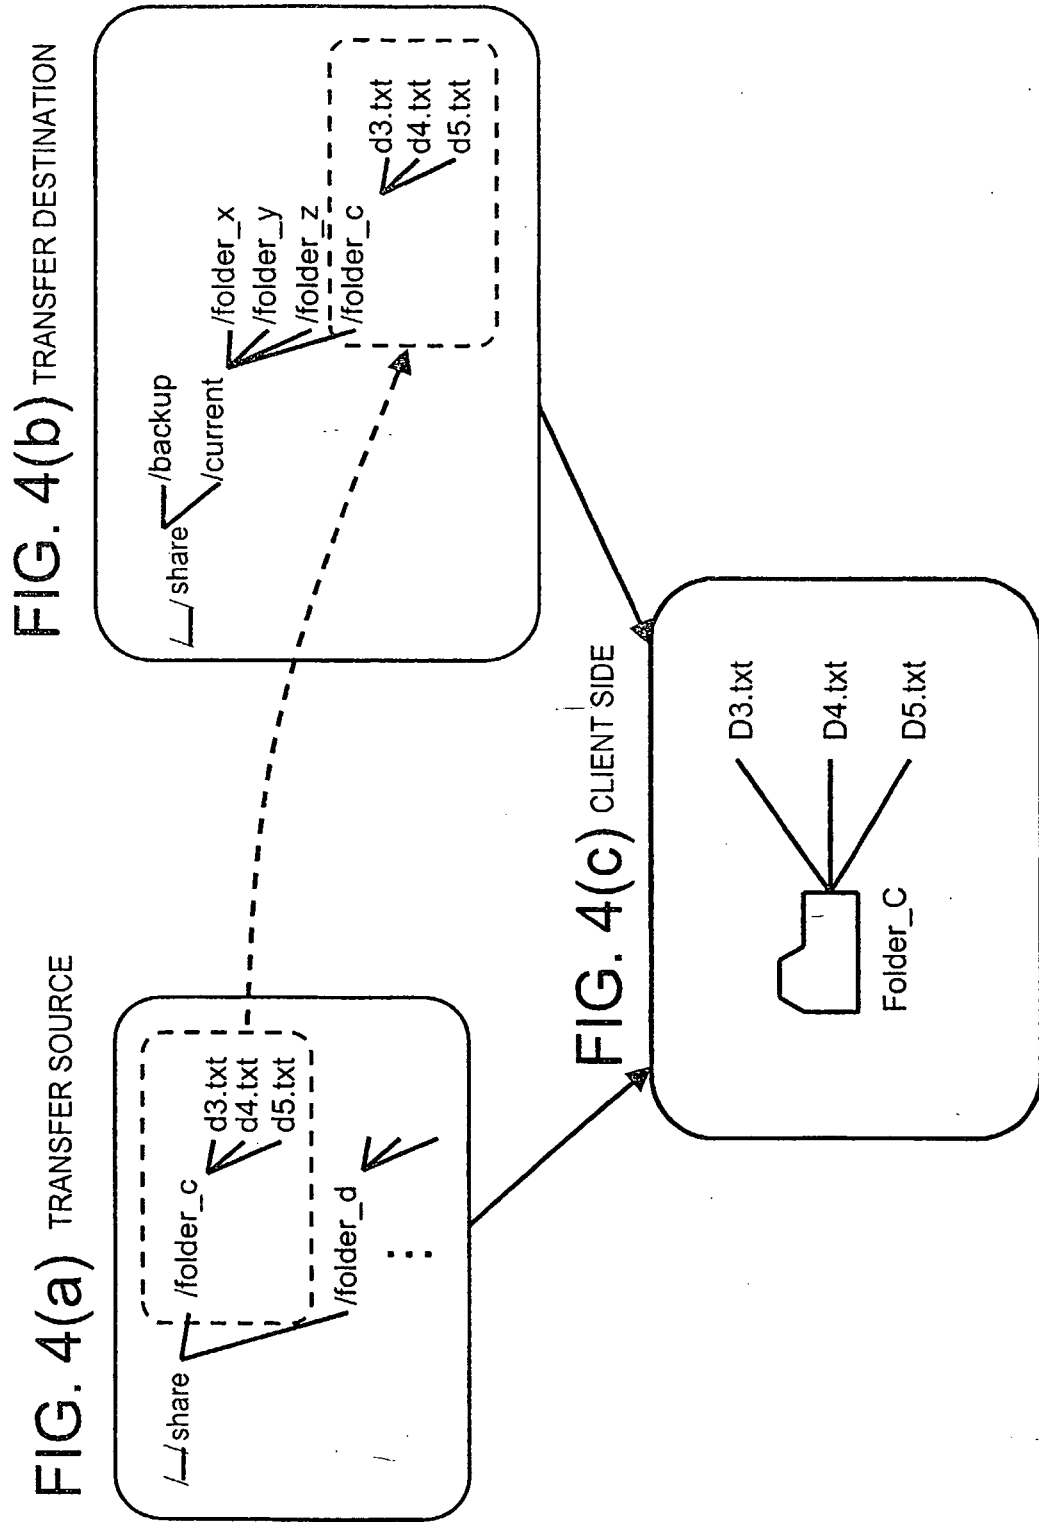 FIG. 4(a) TRANSFER SOURCE
/ / share
/folder_c
d3.txt
d4.txt
d5.txt
/folder_d
FIG. 4(b) TRANSFER DESTINATION
/ / share
/backup
/current
/folder_x
/folder_y
/folder_z
/folder_c
d3.txt
d4.txt
d5.txt
FIG. 4(c) CLIENT SIDE
Folder_C
D3.txt
D4.txt
D5.txt